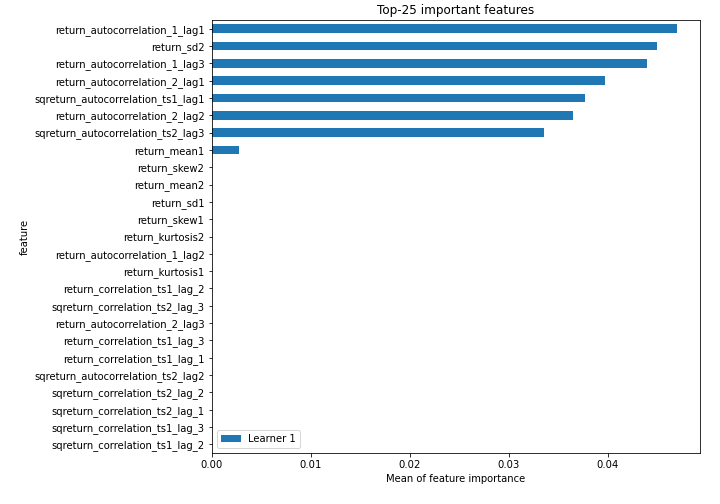 Top-25 important features
return_autocorrelation_1_lag1
return_sd2
return_autocorrelation_1_lag3
return_autocorrelation_2_lag1
sqreturn_autocorrelation_ts1_lag1
return_autocorrelation_2_lag2
sqreturn_autocorrelation_ts2_lag3
return_mean1
return_skew2
return_mean2
return_sd1
return_skew1
return_kurtosis2
return_autocorrelation_1_lag2
return_kurtosis1
return_correlation_ts1_lag_2
sqreturn_correlation_ts2_lag_3
return_autocorrelation_2_lag3
return_correlation_ts1_lag_3
return_correlation_ts1_lag_1
sqreturn_autocorrelation_ts2_lag2
sqreturn_correlation_ts2_lag_2
sqreturn_correlation_ts2_lag_1
sqreturn_correlation_ts1_lag_3
sqreturn_correlation_ts1_lag_2
feature
Learner 1
0.00 0.01 0.02 0.03 0.04
Mean of feature importance